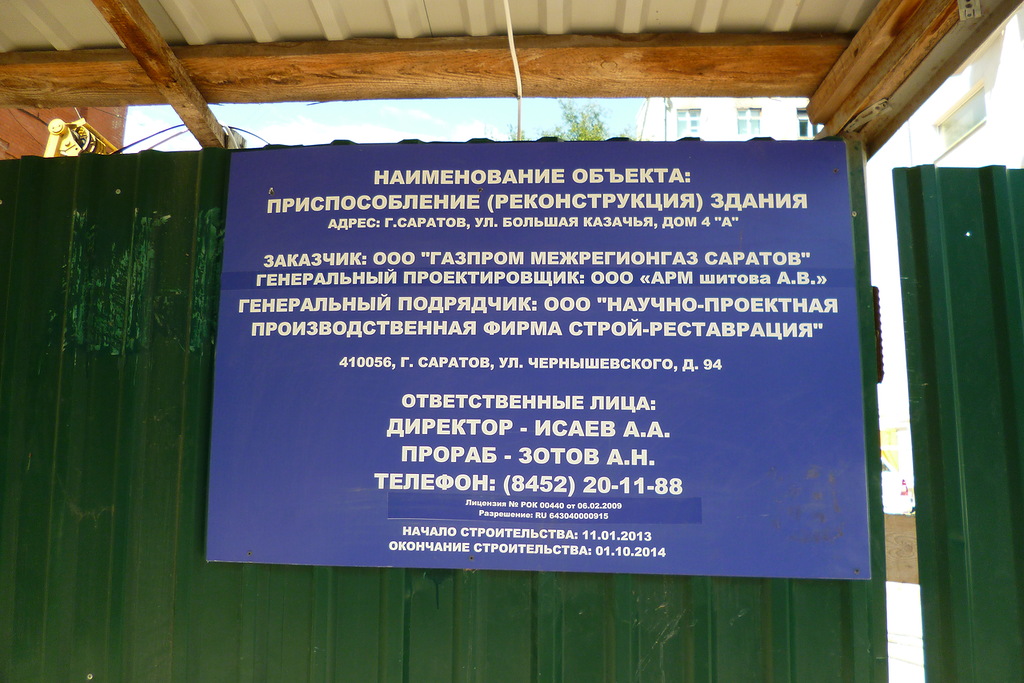 НАИМЕНОВАНИЕ ОБЪЕКТА:
ПРИСПОСОБЛЕНИЕ (РЕКОНСТРУКЦИЯ) ЗДАНИЯ
АДРЕС: Г.САРАТОВ, УЛ. БОЛЬШАЯ КАЗАЧЬЯ, ДОМ 4 "А"
ЗАКАЗЧИК: ООО "ГАЗПРОМ МЕЖРЕГИОНГАЗ САРАТОВ"
ГЕНЕРАЛЬНЫЙ ПРОЕКТИРОВЩИК: ООО «АРМ шитова А.В.»
ГЕНЕРАЛЬНЫЙ ПОДРЯДЧИК: ООО "НАУЧНО-ПРОЕКТНАЯ
ПРОИЗВОДСТВЕННАЯ ФИРМА СТРОЙ-РЕСТАВРАЦИЯ"
410056, Г. САРАТОВ, УЛ. ЧЕРНЫШЕВСКОГО, Д. 94
ОТВЕТСТВЕННЫЕ ЛИЦА:
ДИРЕКТОР - ИСАЕВ А.А.
ПРОРАБ - ЗОТОВ А.Н.
ТЕЛЕФОН: (8452) 20-11-88
Лицензия № РОК 00440 от 06.02.2009
Разрешение: RU 643040000915
НАЧАЛО СТРОИТЕЛЬСТВА: 11.01.2013
ОКОНЧАНИЕ СТРОИТЕЛЬСТВА: 01.10.2014